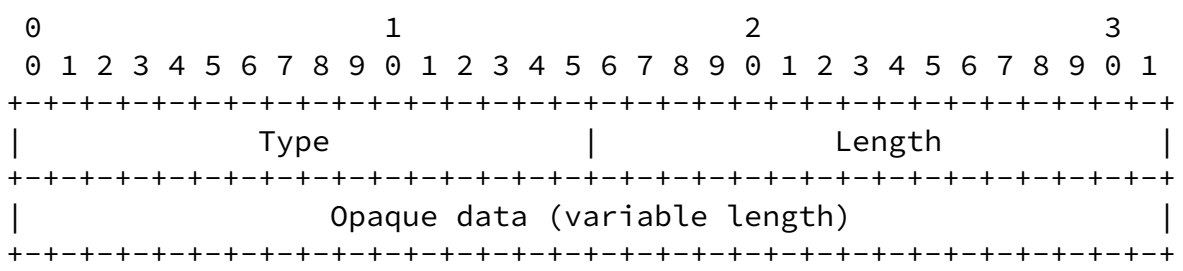 0                   1                   2                   3
 0 1 2 3 4 5 6 7 8 9 0 1 2 3 4 5 6 7 8 9 0 1 2 3 4 5 6 7 8 9 0 1
+-+-+-+-+-+-+-+-+-+-+-+-+-+-+-+-+-+-+-+-+-+-+-+-+-+-+-+-+-+-+-+-+
|             Type              |             Length            |
+-+-+-+-+-+-+-+-+-+-+-+-+-+-+-+-+-+-+-+-+-+-+-+-+-+-+-+-+-+-+-+-+
|                 Opaque data (variable length)                 |
+-+-+-+-+-+-+-+-+-+-+-+-+-+-+-+-+-+-+-+-+-+-+-+-+-+-+-+-+-+-+-+-+